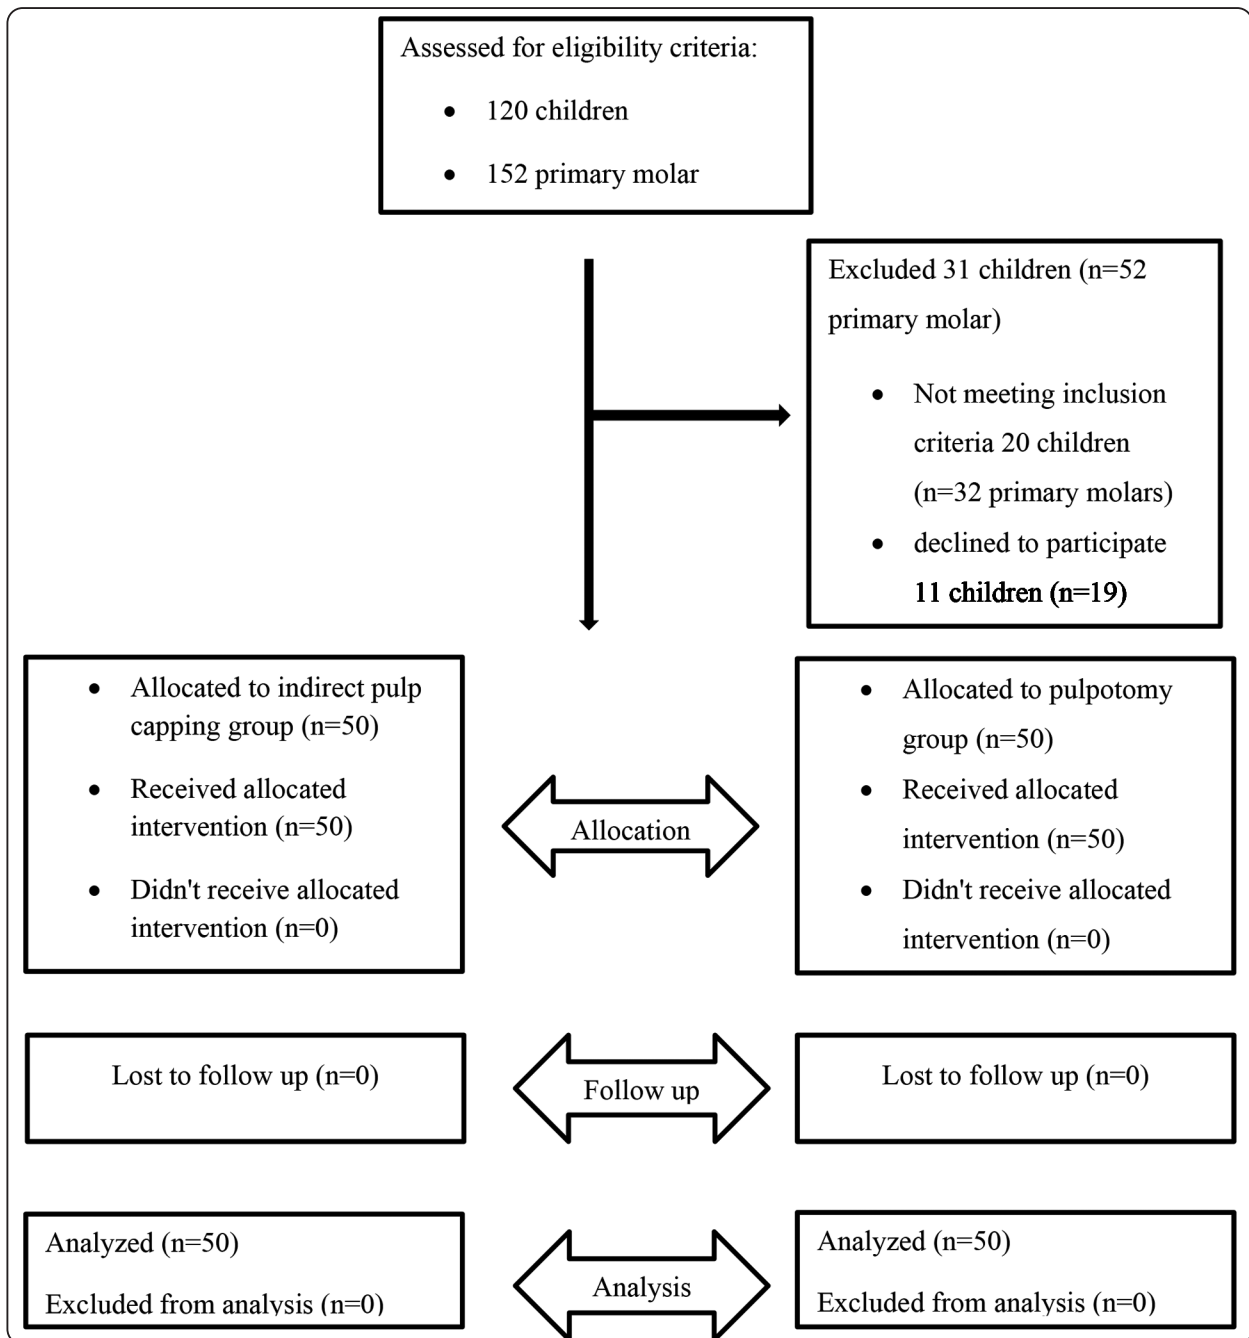 Assessed for eligibility criteria:
• 120 children
• 152 primary molar
Excluded 31 children (n=52
primary molar)
• Not meeting inclusion
criteria 20 children
(n=32 primary molars)
• declined to participate
11 children (n=19)
• Allocated to indirect pulp
capping group (n=50)
• Received allocated
intervention (n=50)
• Didn't receive allocated
intervention (n=0)
Allocation
• Allocated to pulpotomy
group (n=50)
• Received allocated
intervention (n=50)
• Didn't receive allocated
intervention (n=0)
Lost to follow up (n=0)
Follow up
Lost to follow up (n=0)
Analyzed (n=50)
Excluded from analysis (n=0)
Analysis
Analyzed (n=50)
Excluded from analysis (n=0)